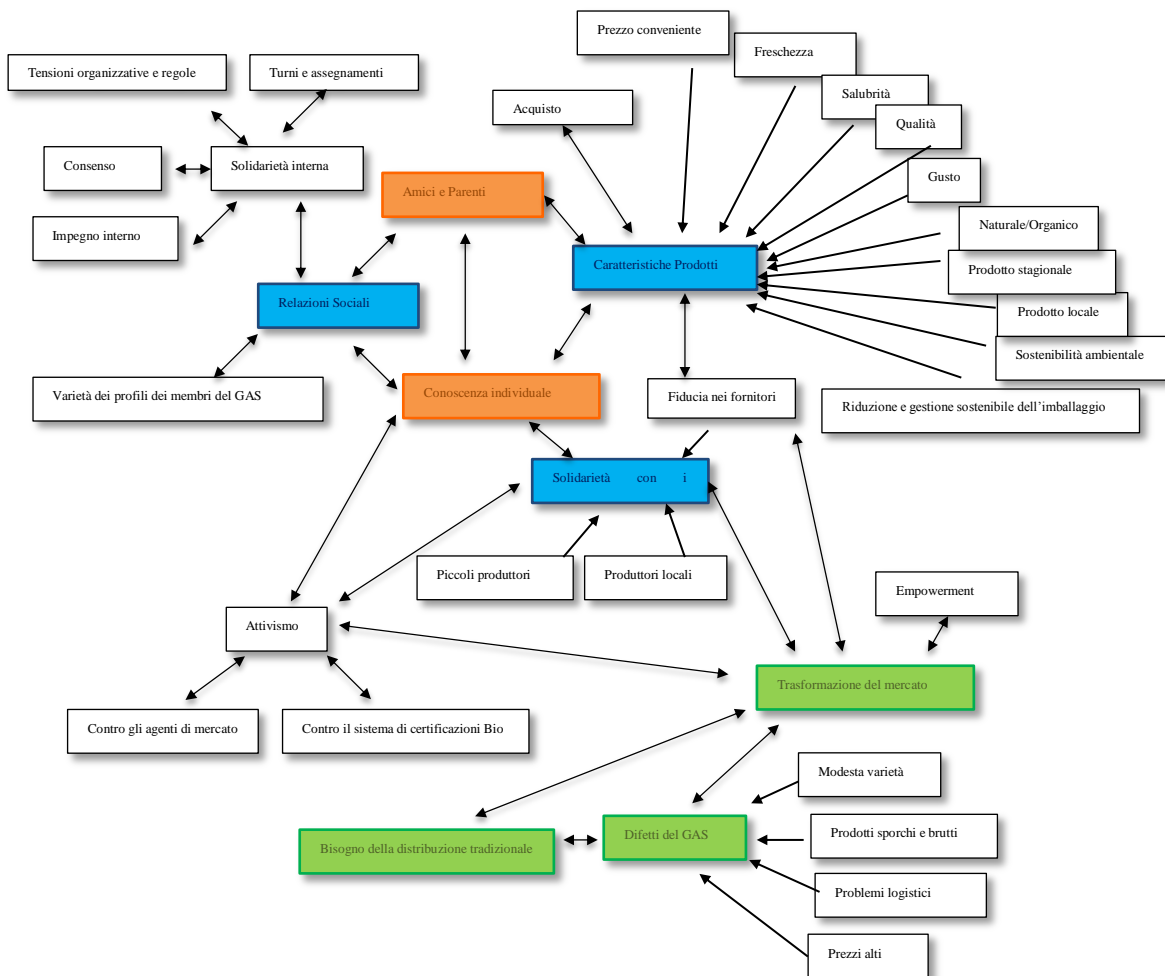 Prezzo conveniente
Freschezza
Tensioni organizzative e regole
Turni e assegnamenti
Salubrità
Acquisto
Qualità
Consenso
Solidarietà interna
Gusto
Amici e Parenti
Impegno interno
Naturale/Organico
Caratteristiche Prodotti
Prodotto stagionale
Relazioni Sociali
Prodotto locale
Sostenibilità ambientale
Varietà dei profili dei membri del GAS
Conoscenza individuale
Fiducia nei fornitori
Riduzione e gestione sostenibile dell’imballaggio
Solidarietà con i
Piccoli produttori
Produttori locali
Empowerment
Attivismo
Trasformazione del mercato
Contro gli agenti di mercato
Contro il sistema di certificazioni Bio
Modesta varietà
Bisogno della distribuzione tradizionale
Difetti del GAS
Prodotti sporchi e brutti
Problemi logistici
Prezzi alti